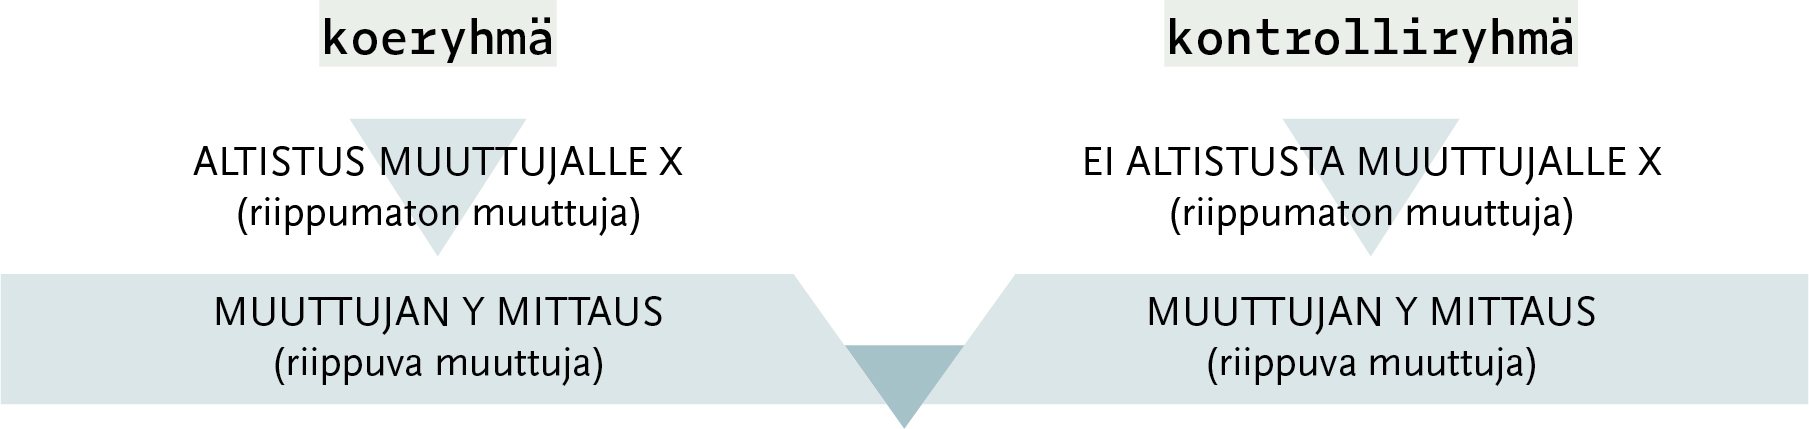 koeryhmä
ALTISTUS MUUTTUJALLE X
(riippumaton muuttuja)
MUUTTUJAN Y MITTAUS
(riippuva muuttuja)
kontrolliryhmä
EI ALTISTUSTA MUUTTUJALLE X
(riippumaton muuttuja)
MUUTTUJAN Y MITTAUS
(riippuva muuttuja)